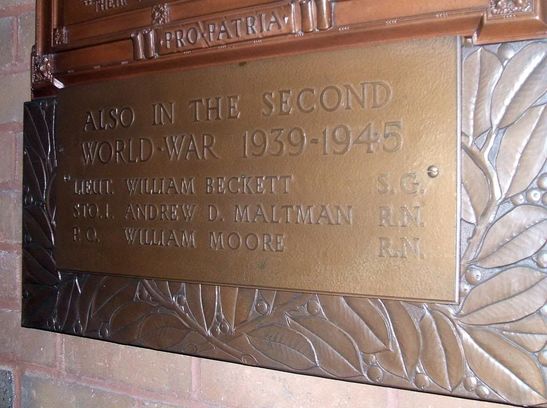 "THEIR
PRO·PATRIA
ALSO IN THE SECOND
WORLD-WAR 1939-1945
LIEUT. WILLIAM BECKETT S.G.
STO.1. ANDREW D. MALTMAN R.N.
P.O. WILLIAM MOORE R.N.